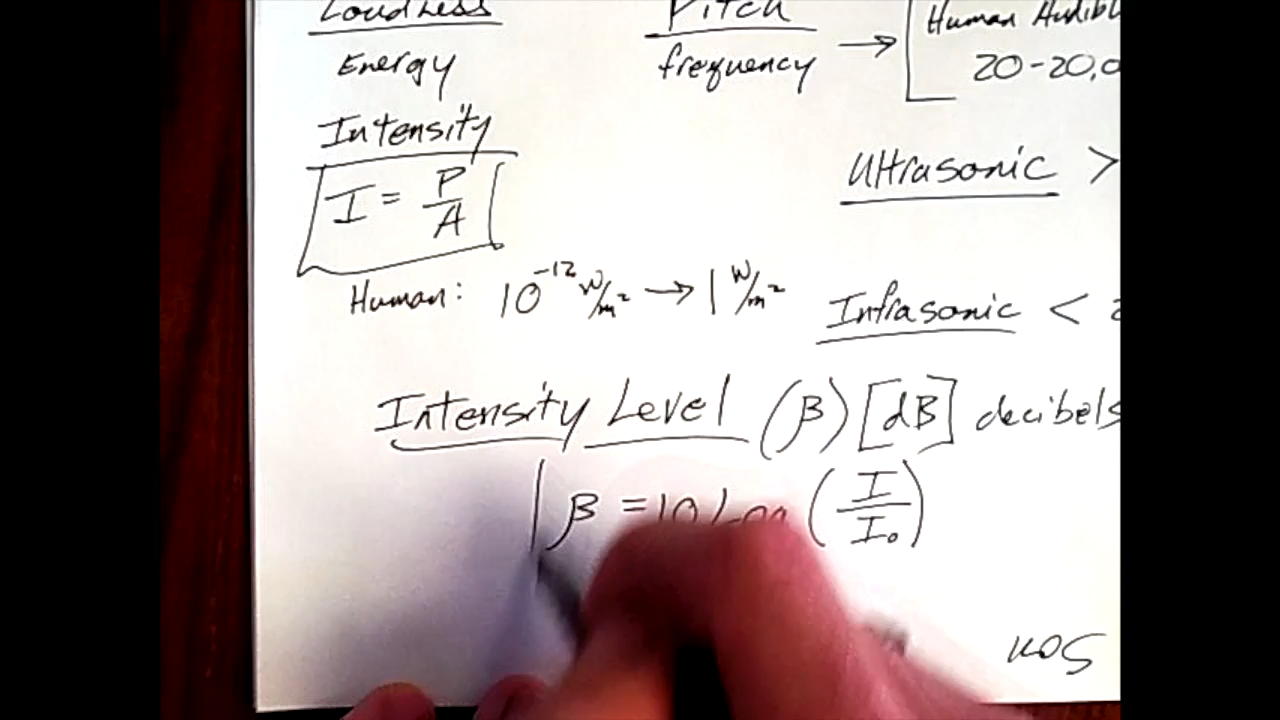 Loudness
Energy
Intensity
I = P/A
Human: 10⁻¹² W/m² → 1 W/m²
Pitch
frequency → Human Audible
20-20,0
Ultrasonic >
Infrasonic <
Intensity Level (β) [dB] decibels
β = 10 Log (I/I₀)